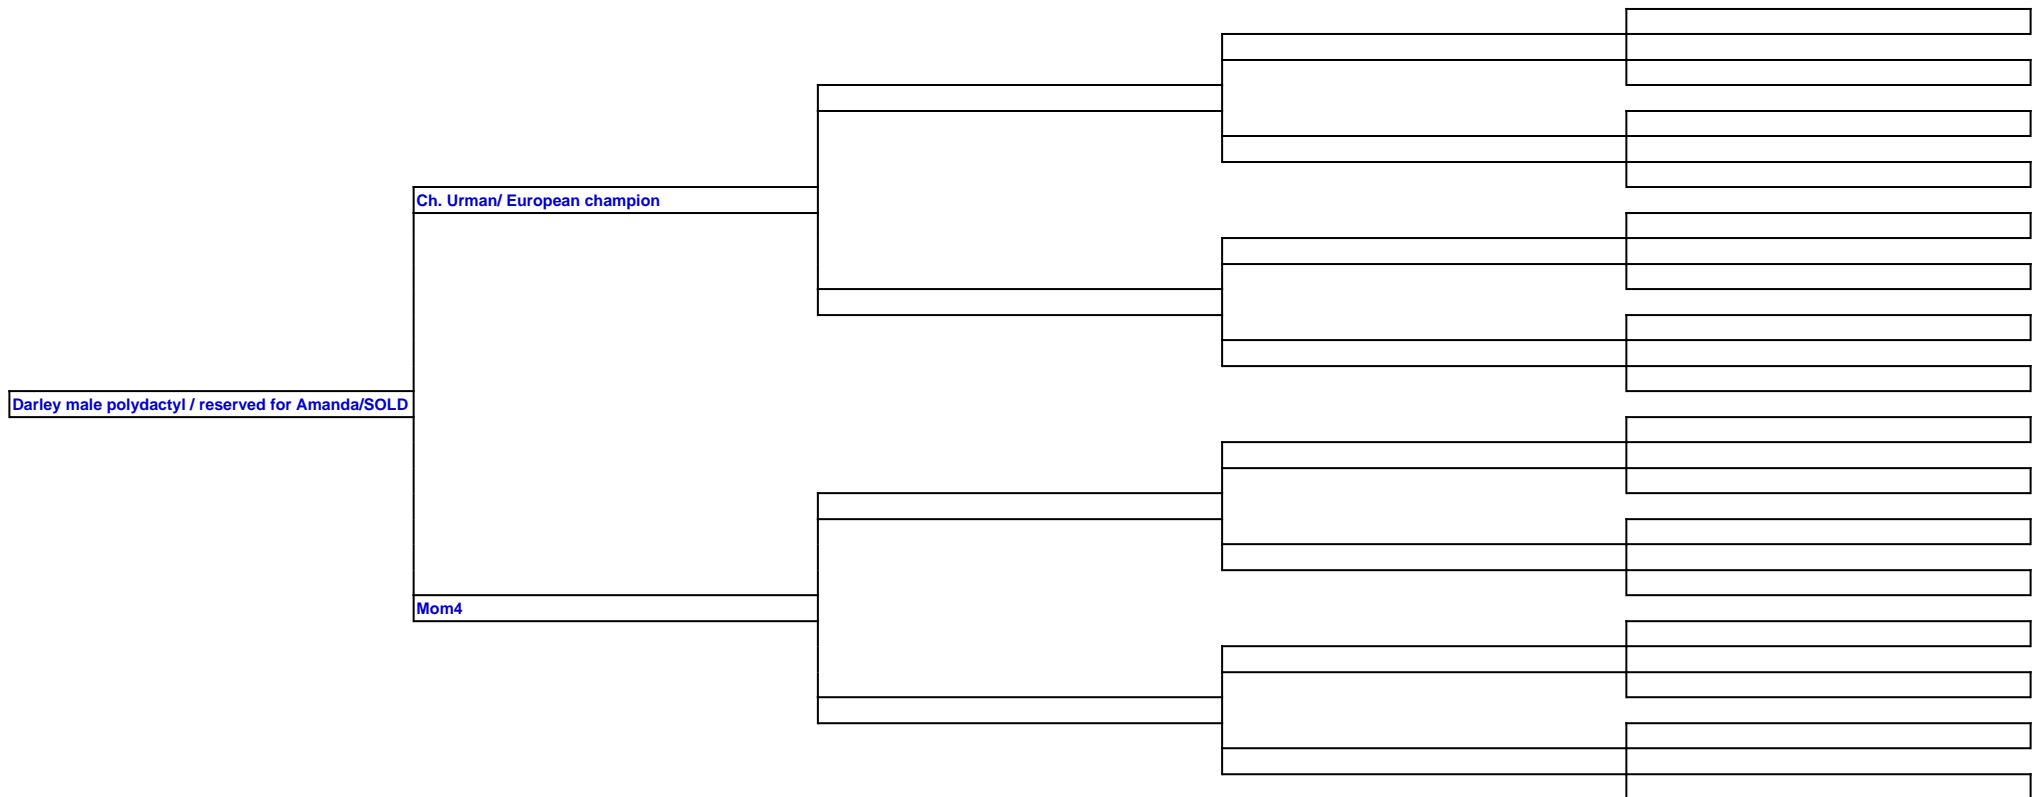 Ch. Urman/ European champion
Darley male polydactyl / reserved for Amanda/SOLD
Mom4